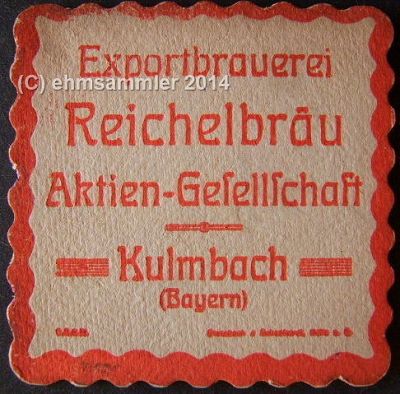 Exportbrauerei
(C) ehmsammler 2014
Reichelbräu
Aktien-Geſellſchaft
Kulmbach
(Bayern)